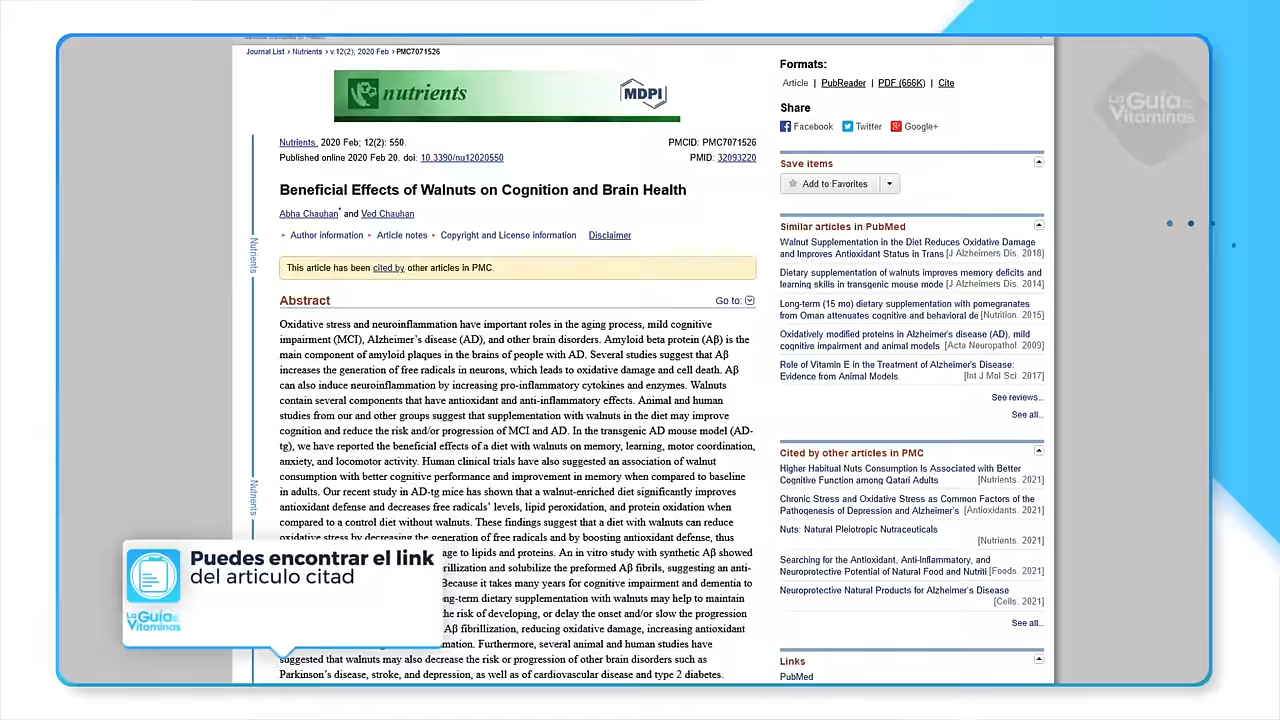 Journal List > Nutrients > v.12(2); 2020 Feb > PMC7071526
nutrients
MDPI
Nutrients. 2020 Feb; 12(2): 550.
PMCID: PMC7071526
Published online 2020 Feb 20. doi: 10.3390/nu12020550
PMID: 32093220
Beneficial Effects of Walnuts on Cognition and Brain Health
Abha Chauhan* and Ved Chauhan
Author information
Article notes
Copyright and License information
Disclaimer
This article has been cited by other articles in PMC.
Abstract
Go to:
Oxidative stress and neuroinflammation have important roles in the aging process, mild cognitive
impairment (MCI), Alzheimer's disease (AD), and other brain disorders. Amyloid beta protein (Aβ) is the
main component of amyloid plaques in the brains of people with AD. Several studies suggest that Aβ
increases the generation of free radicals in neurons, which leads to oxidative damage and cell death. Aβ
can also induce neuroinflammation by increasing pro-inflammatory cytokines and enzymes. Walnuts
contain several components that have antioxidant and anti-inflammatory effects. Animal and human
studies from our and other groups suggest that supplementation with walnuts in the diet may improve
cognition and reduce the risk and/or progression of MCI and AD. In the transgenic AD mouse model (AD-
tg), we have reported the beneficial effects of a diet with walnuts on memory, learning, motor coordination,
anxiety, and locomotor activity. Human clinical trials have also suggested an association of walnut
consumption with better cognitive performance and improvement in memory when compared to baseline
in adults. Our recent study in AD-tg mice has shown that a walnut-enriched diet significantly improves
antioxidant defense and decreases free radicals' levels, lipid peroxidation, and protein oxidation when
compared to a control diet without walnuts. These findings suggest that a diet with walnuts can reduce
oxidative stress by decreasing the generation of free radicals and by boosting antioxidant defense, thus
to lipids and proteins. An in vitro study with synthetic Aβ showed
and solubilize the preformed Aβ fibrils, suggesting an anti-
Because it takes many years for cognitive impairment and dementia to
dietary supplementation with walnuts may help to maintain
the risk of developing, or delay the onset and/or slow the progression
Aβ fibrillization, reducing oxidative damage, increasing antioxidant
Furthermore, several animal and human studies have
suggested that walnuts may also decrease the risk or progression of other brain disorders such as
Parkinson's disease, stroke, and depression, as well as of cardiovascular disease and type 2 diabetes.
Nutrients
Nutrients
Formats:
Article | PubReader | PDF (666K) | Cite
Share
Facebook Twitter Google+
Save items
Add to Favorites
Similar articles in PubMed
Walnut Supplementation in the Diet Reduces Oxidative Damage
and Improves Antioxidant Status in Trans [J Alzheimers Dis. 2018]
Dietary supplementation of walnuts improves memory deficits and
learning skills in transgenic mouse mode [J Alzheimers Dis. 2014]
Long-term (15 mo) dietary supplementation with pomegranates
from Oman attenuates cognitive and behavioral de [Nutrition. 2015]
Oxidatively modified proteins in Alzheimer's disease (AD), mild
cognitive impairment and animal models [Acta Neuropathol. 2009]
Role of Vitamin E in the Treatment of Alzheimer's Disease:
Evidence from Animal Models. [Int J Mol Sci. 2017]
See reviews...
See all...
Cited by other articles in PMC
Higher Habitual Nuts Consumption Is Associated with Better
Cognitive Function among Qatari Adults [Nutrients. 2021]
Chronic Stress and Oxidative Stress as Common Factors of the
Pathogenesis of Depression and Alzheimer's [Antioxidants. 2021]
Nuts: Natural Pleiotropic Nutraceuticals
[Nutrients. 2021]
Searching for the Antioxidant, Anti-Inflammatory, and
Neuroprotective Potential of Natural Food and Nutriti [Foods. 2021]
Neuroprotective Natural Products for Alzheimer's Disease
[Cells. 2021]
See all...
Links
PubMed
La Guía de las
Vitaminas
Puedes encontrar el link
del articulo citad
La Guía de las
Vitaminas